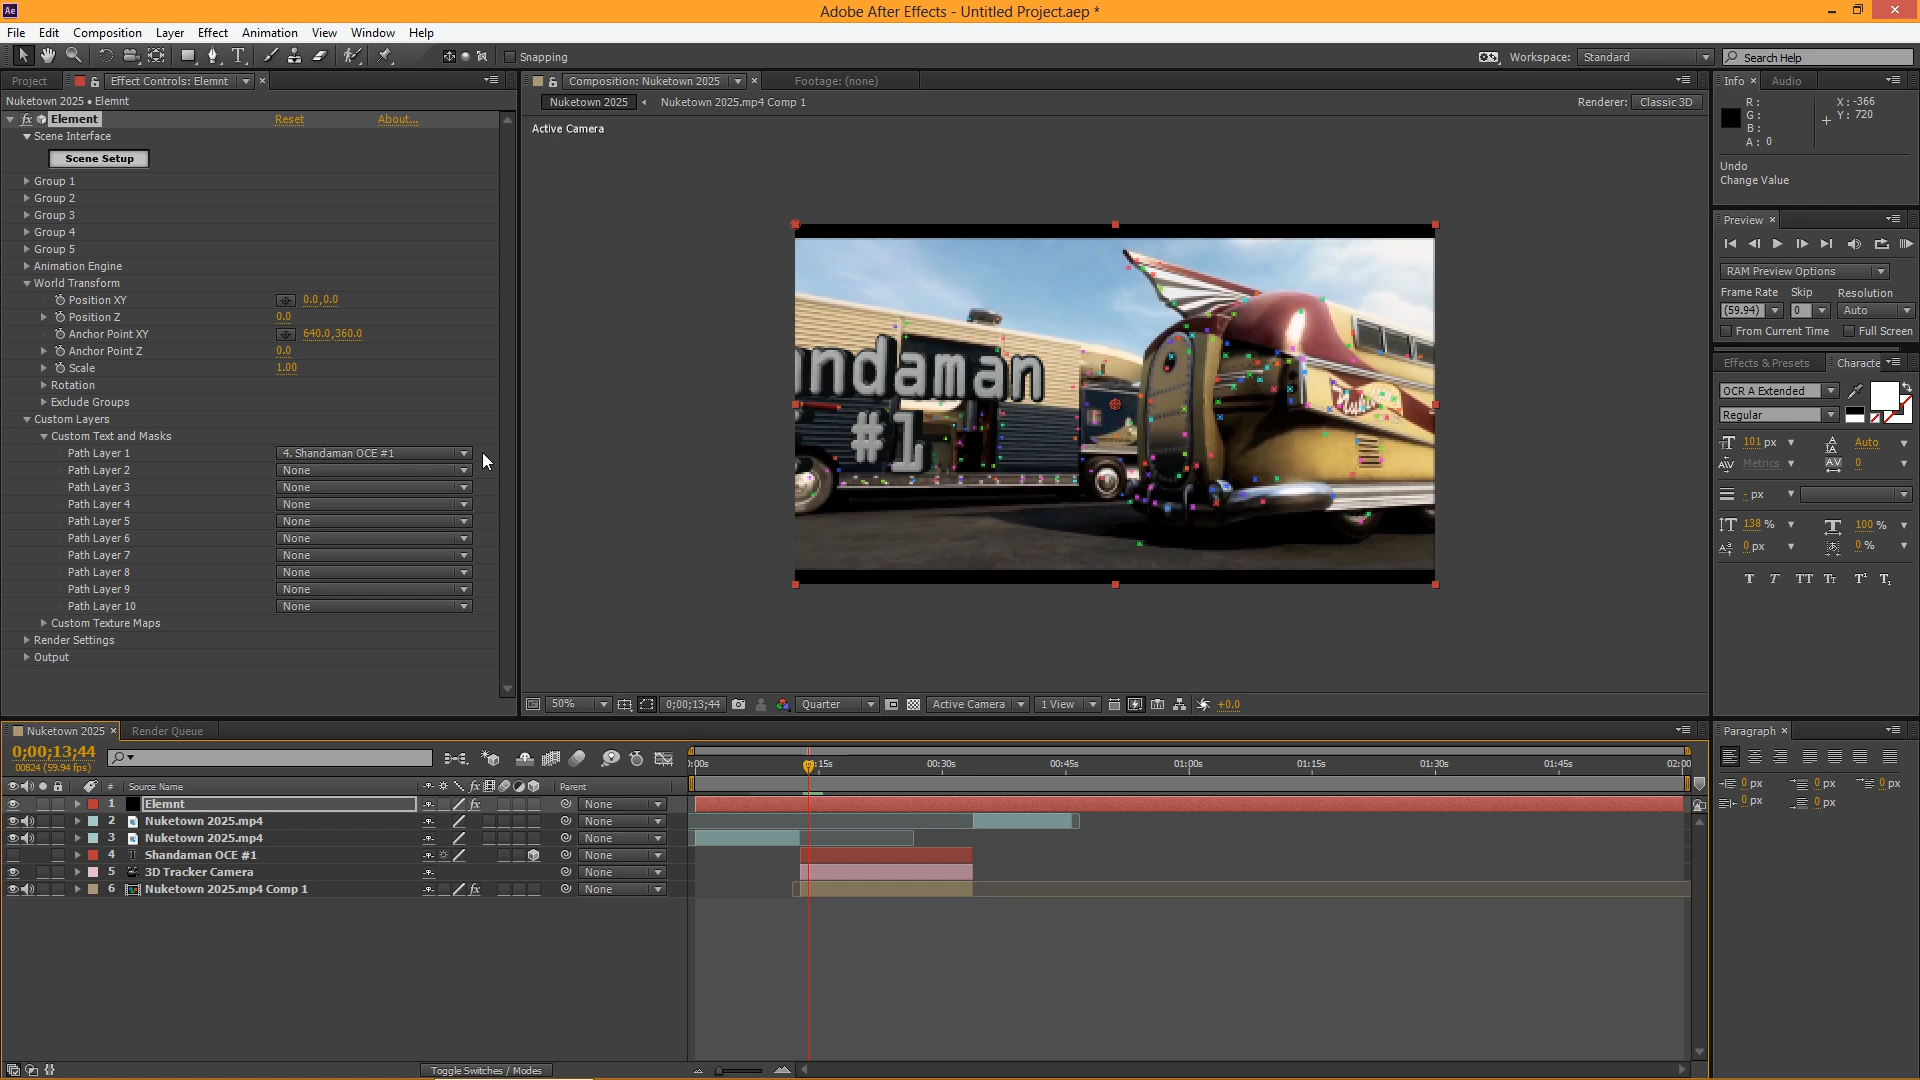 Ae
Adobe After Effects - Untitled Project.aep *
File Edit Composition Layer Effect Animation View Window Help
Snapping
Workspace: Standard
Search Help
Project
Effect Controls: Elemnt
Composition: Nuketown 2025
Footage: (none)
Info
Audio
Nuketown 2025 • Elemnt
Nuketown 2025
Nuketown 2025.mp4 Comp 1
Renderer: Classic 3D
Active Camera
R :
G :
B :
A : 0
X : -366
Y : 720
Undo
Change Value
fx Element Reset About...
Scene Interface
Scene Setup
Group 1
Group 2
Group 3
Group 4
Group 5
Animation Engine
World Transform
Position XY 0.0,0.0
Position Z 0.0
Anchor Point XY 640.0,360.0
Anchor Point Z 0.0
Scale 1.00
Rotation
Exclude Groups
Custom Layers
Custom Text and Masks
Path Layer 1 4. Shandaman OCE #1
Path Layer 2 None
Path Layer 3 None
Path Layer 4 None
Path Layer 5 None
Path Layer 6 None
Path Layer 7 None
Path Layer 8 None
Path Layer 9 None
Path Layer 10 None
Custom Texture Maps
Render Settings
Output
ndaman
#1
50%
0;00;13;44
Quarter
Active Camera
1 View
+0.0
Preview
RAM Preview Options
Frame Rate Skip Resolution
(59.94) 0 Auto
From Current Time Full Screen
Effects & Presets
Characte
OCR A Extended
Regular
101 px Auto
Metrics 0
- px
138 % 100 %
0 px 0 %
T T TT Tt T¹ T₁
Paragraph
0 px 0 px 0 px
0 px 0 px
Nuketown 2025
Render Queue
0;00;13;44
00824 (59.94 fps)
# Source Name fx Parent
1 Elemnt fx None
2 Nuketown 2025.mp4 None
3 Nuketown 2025.mp4 None
4 Shandaman OCE #1 None
5 3D Tracker Camera None
6 Nuketown 2025.mp4 Comp 1 fx None
):00s 00:15s 00:30s 00:45s 01:00s 01:15s 01:30s 01:45s 02:00
Toggle Switches / Modes